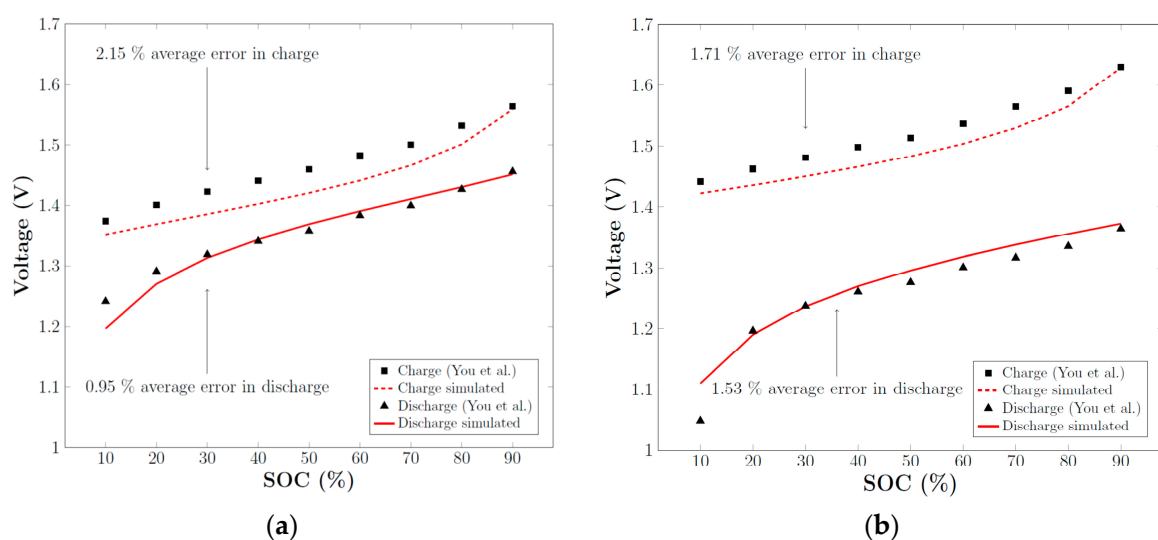 1.7
1.6
1.5
1.4
1.3
1.2
1.1
1
Voltage (V)
2.15 % average error in charge
0.95 % average error in discharge
Charge (You et al.)
Charge simulated
Discharge (You et al.)
Discharge simulated
10 20 30 40 50 60 70 80 90
SOC (%)
(a)
1.7
1.6
1.5
1.4
1.3
1.2
1.1
1
Voltage (V)
1.71 % average error in charge
1.53 % average error in discharge
Charge (You et al.)
Charge simulated
Discharge (You et al.)
Discharge simulated
10 20 30 40 50 60 70 80 90
SOC (%)
(b)